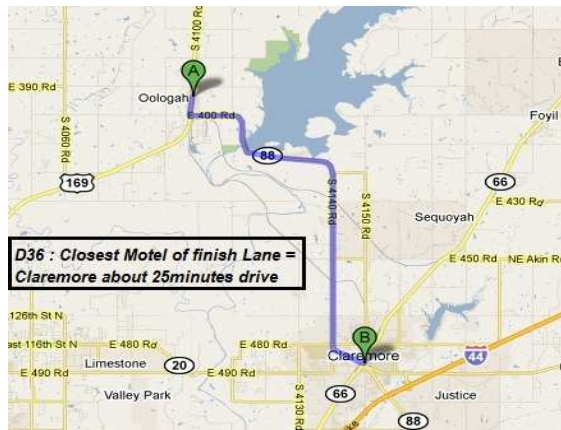 S 4100 Rd
A
E 390 Rd
Oologah
E 400 Rd
S 4060 Rd
Foyil
88
169
66
S 4140 Rd
S 4150 Rd
E 430 Rd
Sequoyah
D36 : Closest Motel of finish Lane =
Claremore about 25minutes drive
E 450 Rd
NE Akin Rd
126th St N
E 480 Rd
E 480 Rd
B
ast 116th St N
Claremore
44
Limestone
20
E 490 Rd
E 490 Rd
Valley Park
S 4130 Rd
66
Justice
88